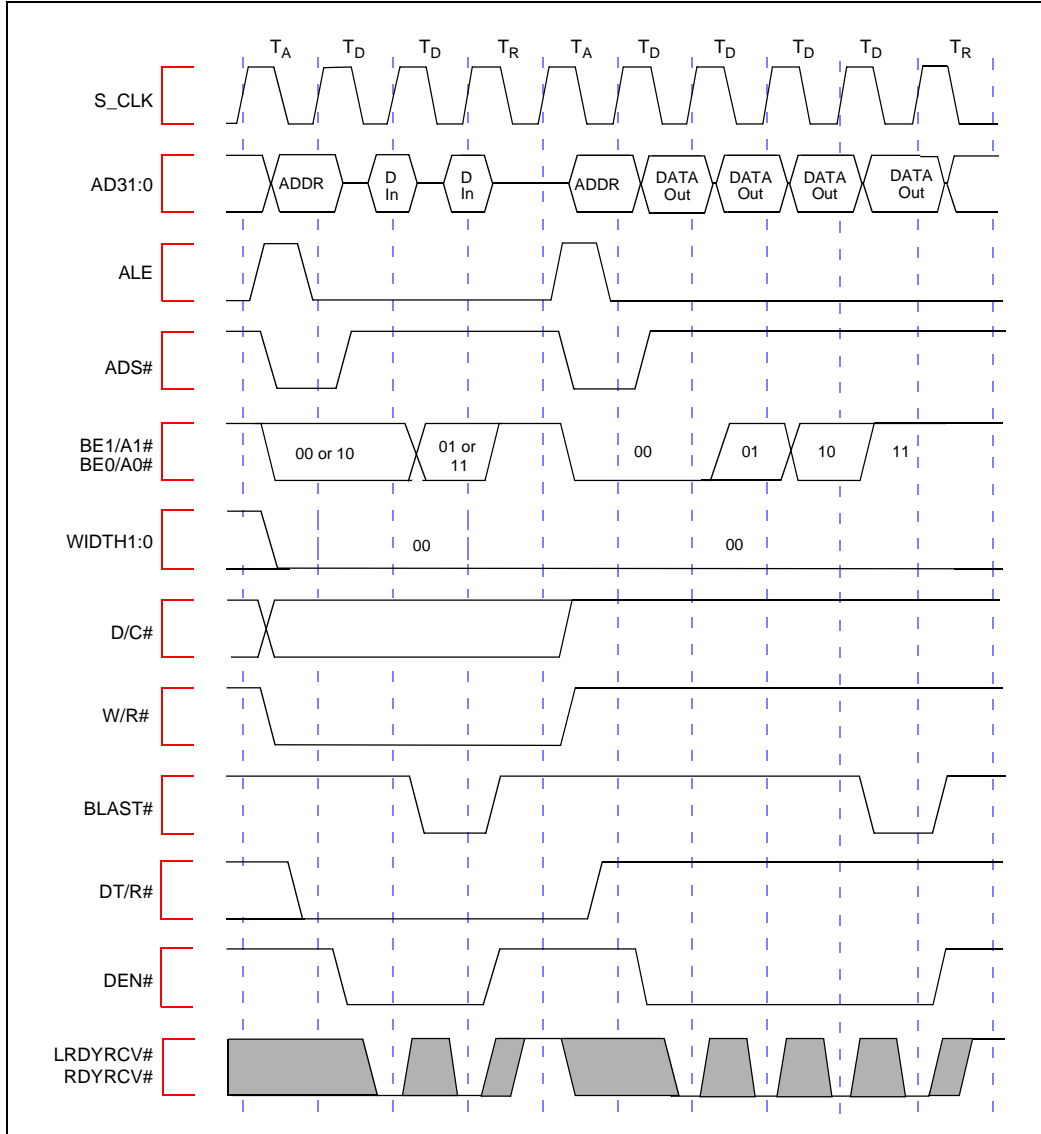 TA TD TD TR TA TD TD TD TD TR
S_CLK
AD31:0 ADDR D In D In ADDR DATA Out DATA Out DATA Out DATA Out
ALE
ADS#
BE1/A1#
BE0/A0#
00 or 10 01 or 11 00 01 10 11
WIDTH1:0 00 00
D/C#
W/R#
BLAST#
DT/R#
DEN#
LRDYRCV#
RDYRCV#